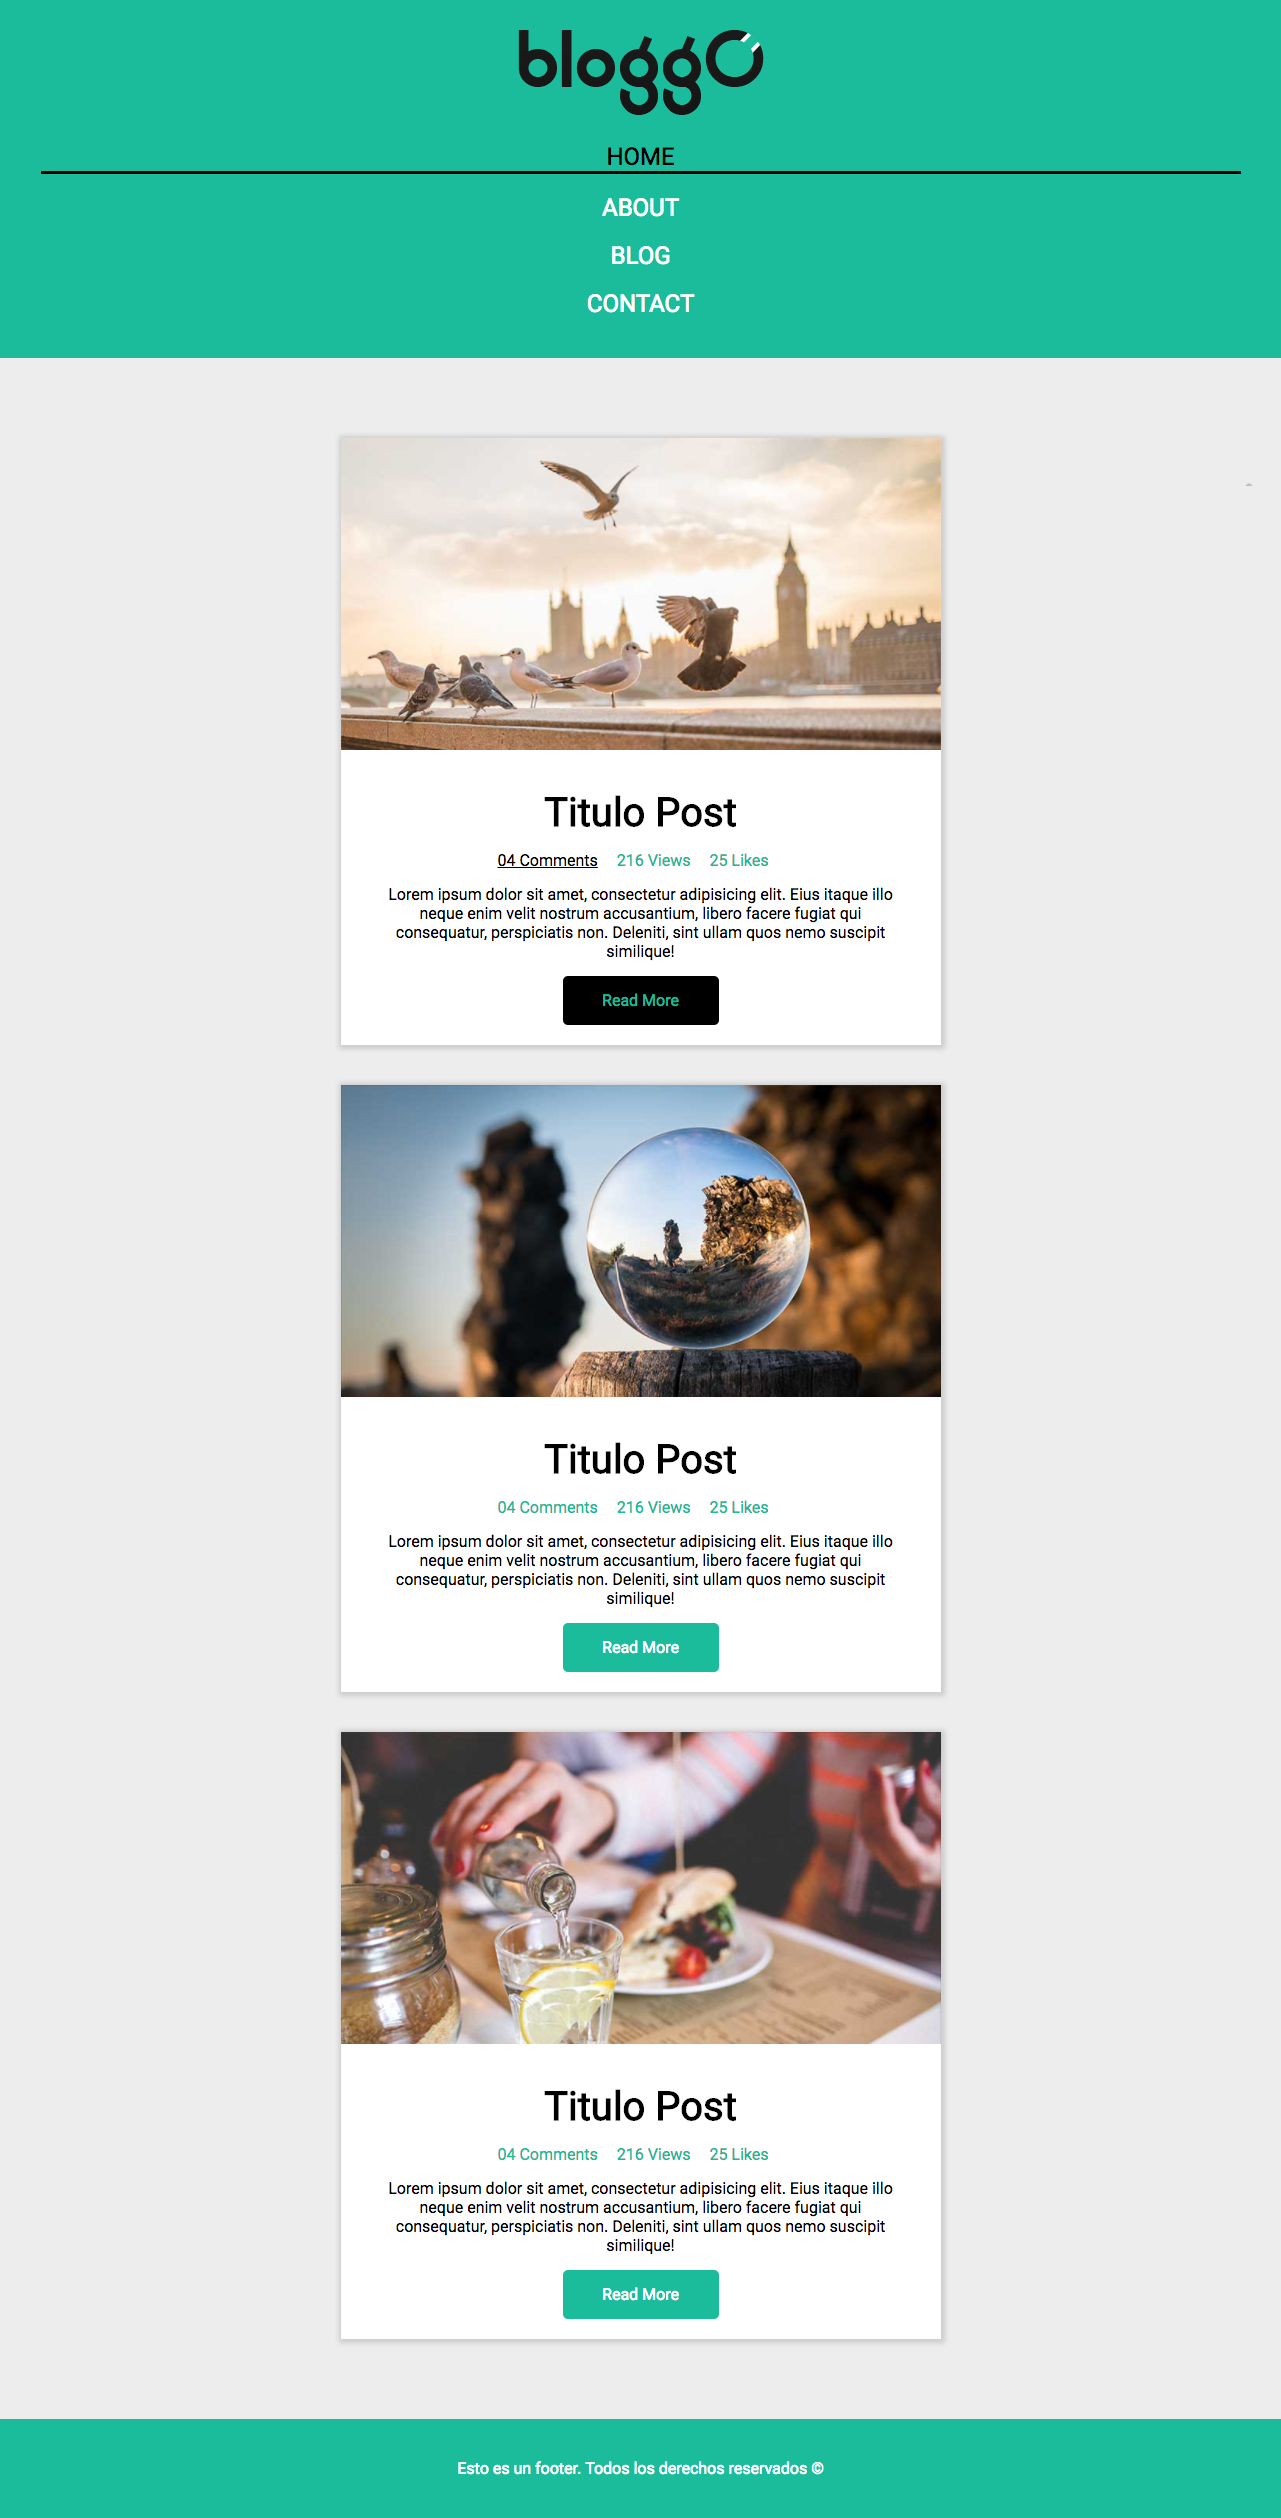 bloggO
HOME
ABOUT
BLOG
CONTACT
Titulo Post
04 Comments 216 Views 25 Likes
Lorem ipsum dolor sit amet, consectetur adipisicing elit. Eius itaque illo
neque enim velit nostrum accusantium, libero facere fugiat qui
consequatur, perspiciatis non. Deleniti, sint ullam quos nemo suscipit
similique!
Read More
Titulo Post
04 Comments 216 Views 25 Likes
Lorem ipsum dolor sit amet, consectetur adipisicing elit. Eius itaque illo
neque enim velit nostrum accusantium, libero facere fugiat qui
consequatur, perspiciatis non. Deleniti, sint ullam quos nemo suscipit
similique!
Read More
Titulo Post
04 Comments 216 Views 25 Likes
Lorem ipsum dolor sit amet, consectetur adipisicing elit. Eius itaque illo
neque enim velit nostrum accusantium, libero facere fugiat qui
consequatur, perspiciatis non. Deleniti, sint ullam quos nemo suscipit
similique!
Read More
Esto es un footer. Todos los derechos reservados ©